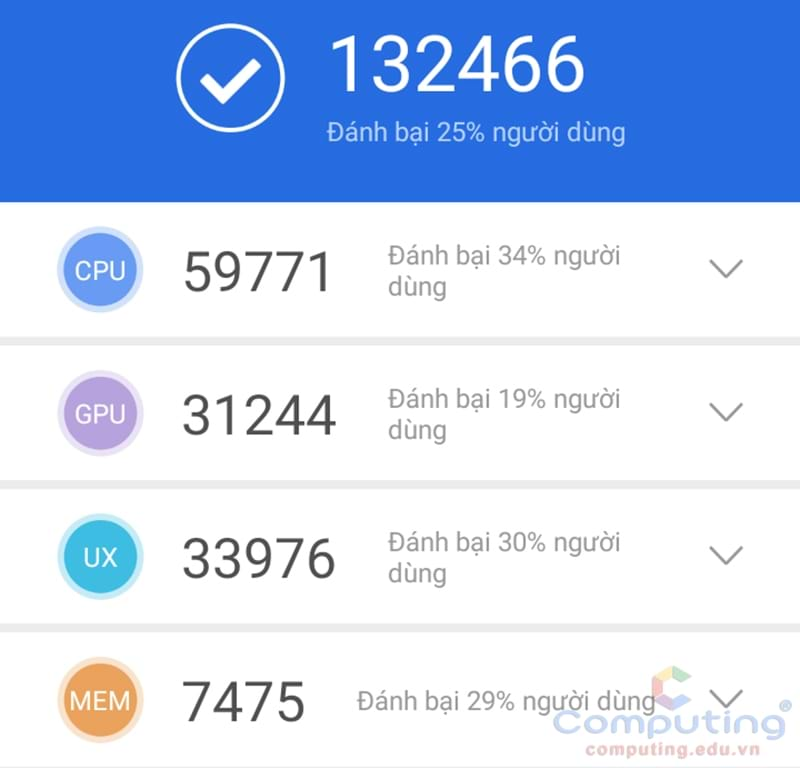 132466
Đánh bại 25% người dùng
CPU
59771
Đánh bại 34% người
dùng
GPU
31244
Đánh bại 19% người
dùng
UX
33976
Đánh bại 30% người
dùng
MEM
7475
Đánh bại 29% người dùng
Computing®
computing.edu.vn